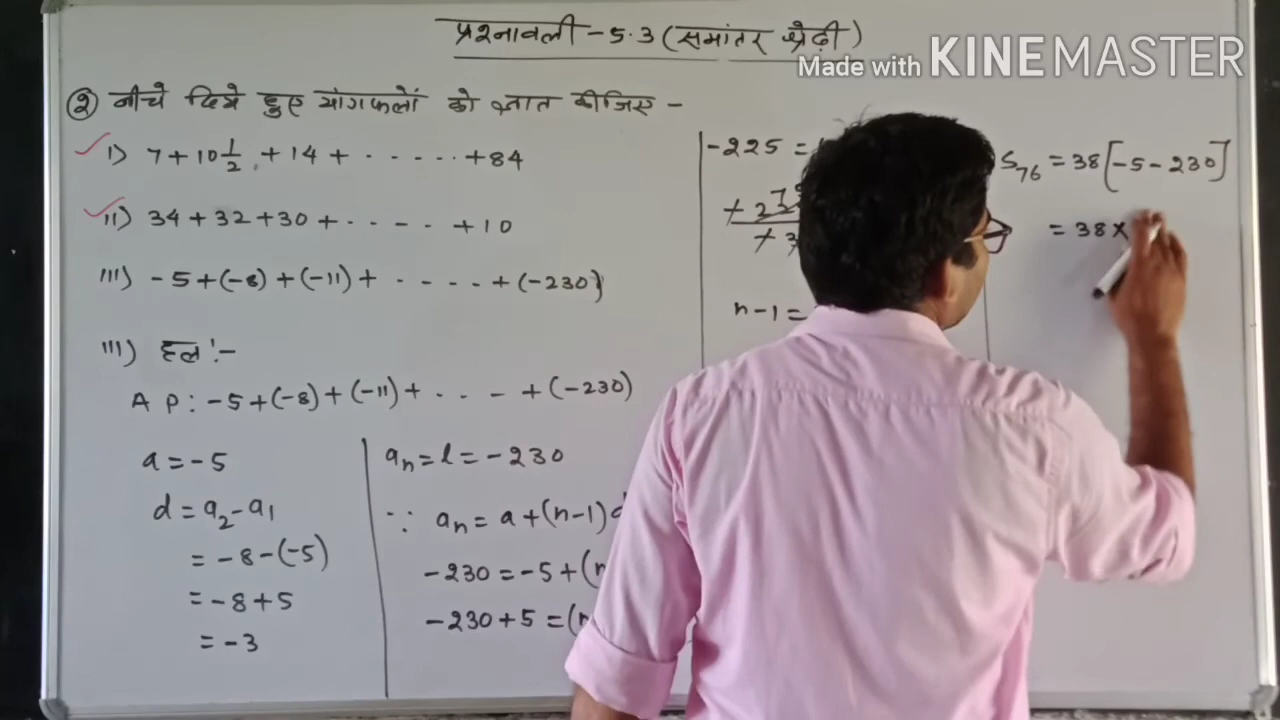 प्रश्नावली - 5.3 (समांतर श्रेढ़ी)
Made with KINEMASTER
② नीचे दिये हुए योगफलों को ज्ञात कीजिए -
i) 7 + 10 1/2 + 14 + ...... + 84
ii) 34 + 32 + 30 + ..... + 10
iii) -5 + (-8) + (-11) + ..... + (-230)
iii) हल :-
A P : -5 + (-8) + (-11) + .... + (-230)
a = -5
d = a₂ - a₁
= -8 - (-5)
= -8 + 5
= -3
aₙ = l = -230
∵ aₙ = a + (n-1) d
-230 = -5 + (n
-230 + 5 = (n
-225 =
n - 1 =
S₇₆ = 38 [-5 - 230]
= 38 ×